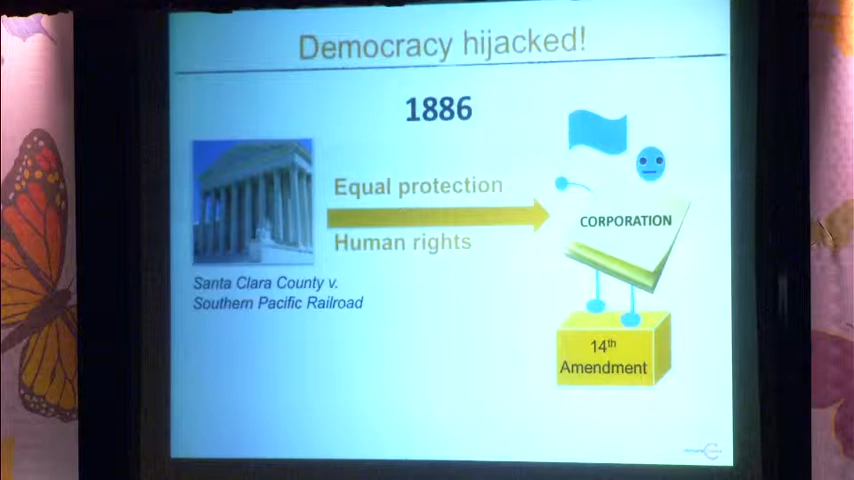 Democracy hijacked!
1886
Equal protection
Human rights
Santa Clara County v.
Southern Pacific Railroad
CORPORATION
14th
Amendment